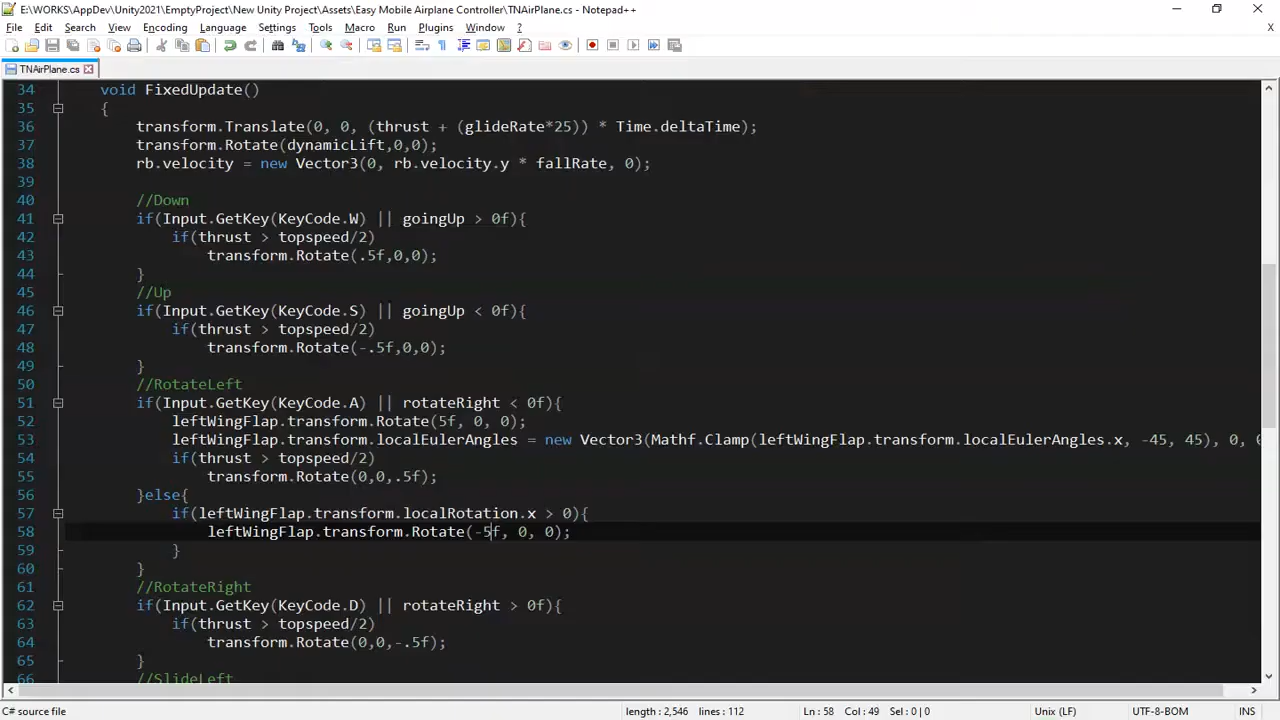 E:\WORKS\AppDev\Unity2021\EmptyProject\New Unity Project\Assets\Easy Mobile Airplane Controller\TNAirPlane.cs - Notepad++
File Edit Search View Encoding Language Settings Tools Macro Run Plugins Window ?
X
TNAirPlane.cs
34 void FixedUpdate()
35 {
36 transform.Translate(0, 0, (thrust + (glideRate*25)) * Time.deltaTime);
37 transform.Rotate(dynamicLift,0,0);
38 rb.velocity = new Vector3(0, rb.velocity.y * fallRate, 0);
39
40 //Down
41 if(Input.GetKey(KeyCode.W) || goingUp > 0f){
42 if(thrust > topspeed/2)
43 transform.Rotate(.5f,0,0);
44 }
45 //Up
46 if(Input.GetKey(KeyCode.S) || goingUp < 0f){
47 if(thrust > topspeed/2)
48 transform.Rotate(-.5f,0,0);
49 }
50 //RotateLeft
51 if(Input.GetKey(KeyCode.A) || rotateRight < 0f){
52 leftWingFlap.transform.Rotate(5f, 0, 0);
53 leftWingFlap.transform.localEulerAngles = new Vector3(Mathf.Clamp(leftWingFlap.transform.localEulerAngles.x, -45, 45), 0, 0
54 if(thrust > topspeed/2)
55 transform.Rotate(0,0,.5f);
56 }else{
57 if(leftWingFlap.transform.localRotation.x > 0){
58 leftWingFlap.transform.Rotate(-5f, 0, 0);
59 }
60 }
61 //RotateRight
62 if(Input.GetKey(KeyCode.D) || rotateRight > 0f){
63 if(thrust > topspeed/2)
64 transform.Rotate(0,0,-.5f);
65 }
66 //SlideLeft
C# source file length : 2,546 lines : 112 Ln : 58 Col : 49 Sel : 0 | 0 Unix (LF) UTF-8-BOM INS